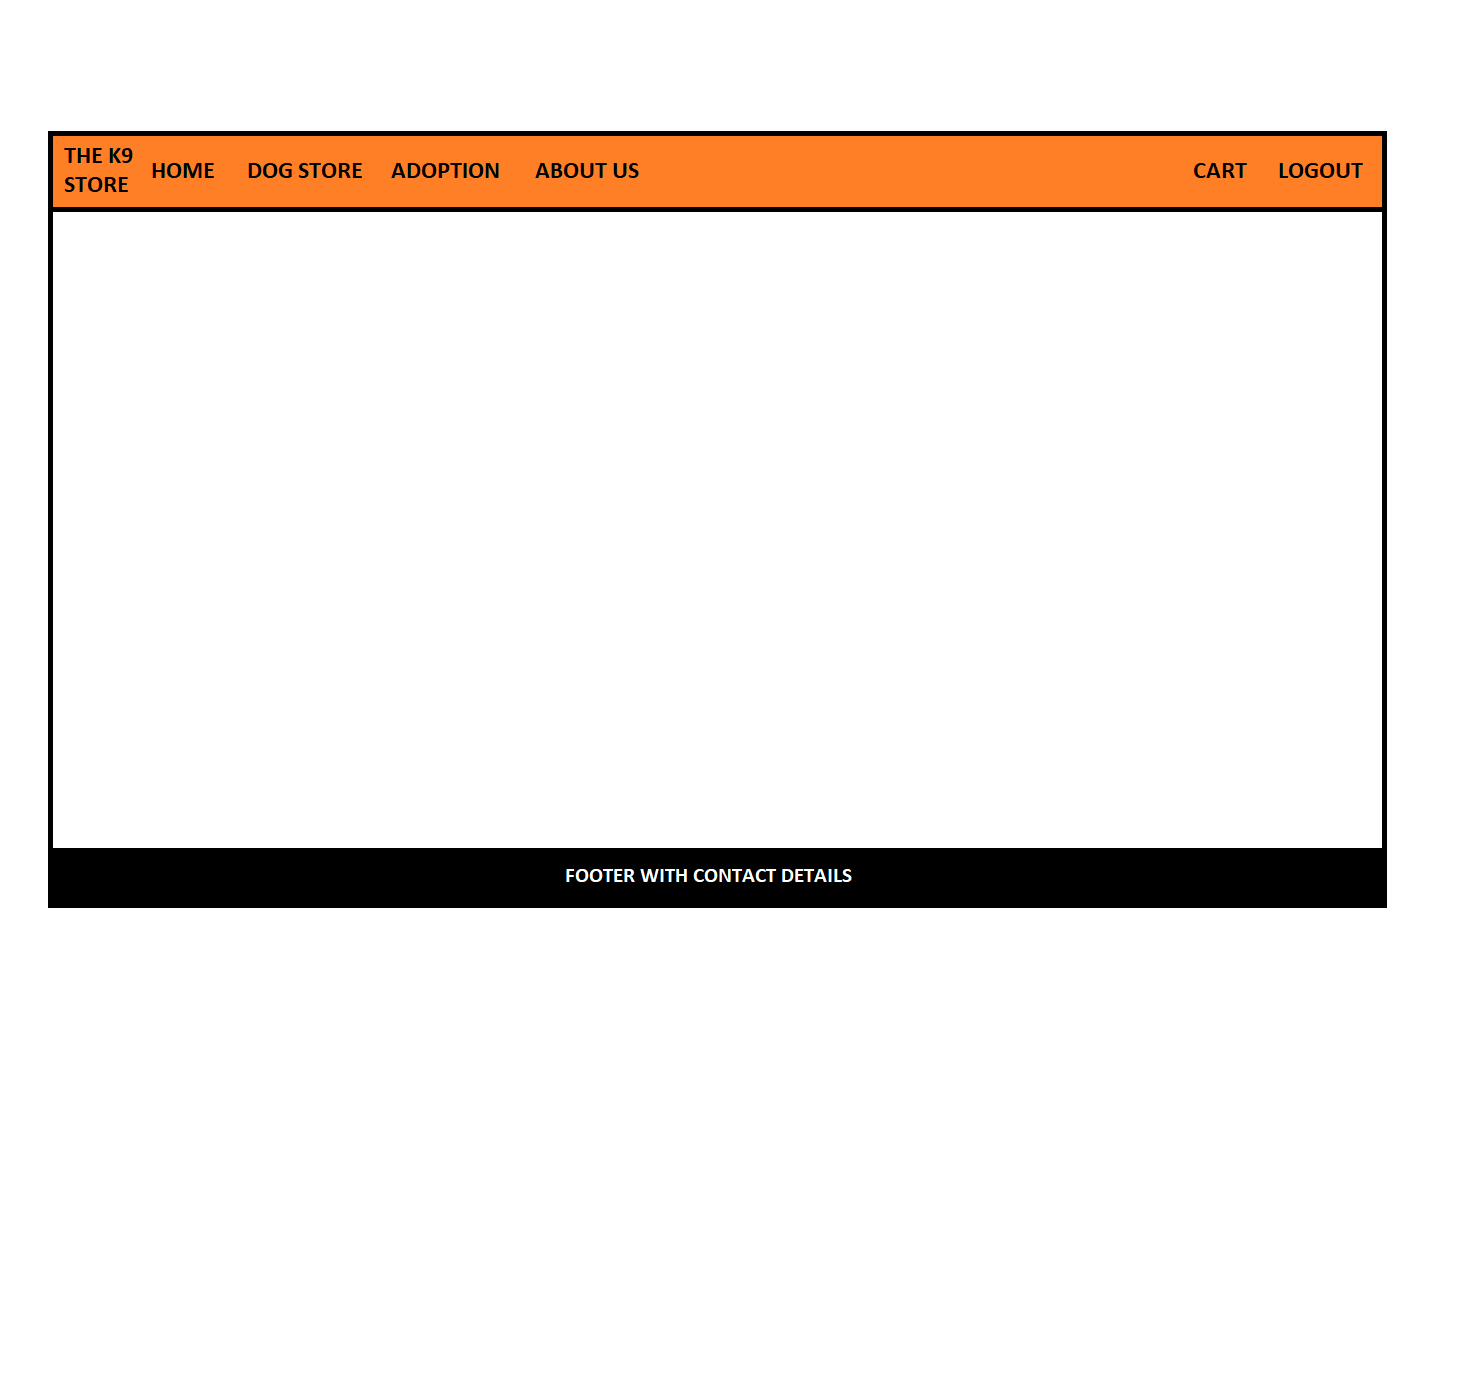 THE K9
STORE
HOME
DOG STORE
ADOPTION
ABOUT US
CART
LOGOUT
FOOTER WITH CONTACT DETAILS